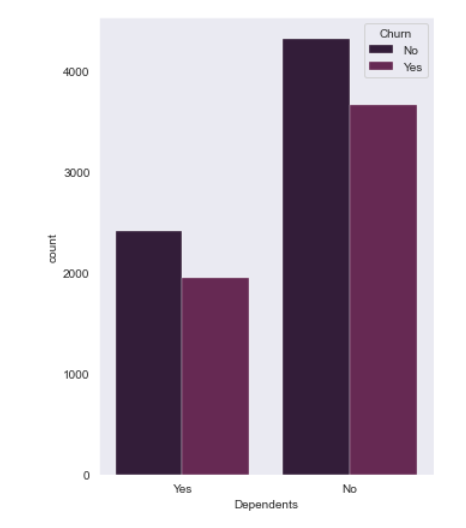 Churn
No
Yes
4000
3000
2000
1000
0
count
Yes No
Dependents